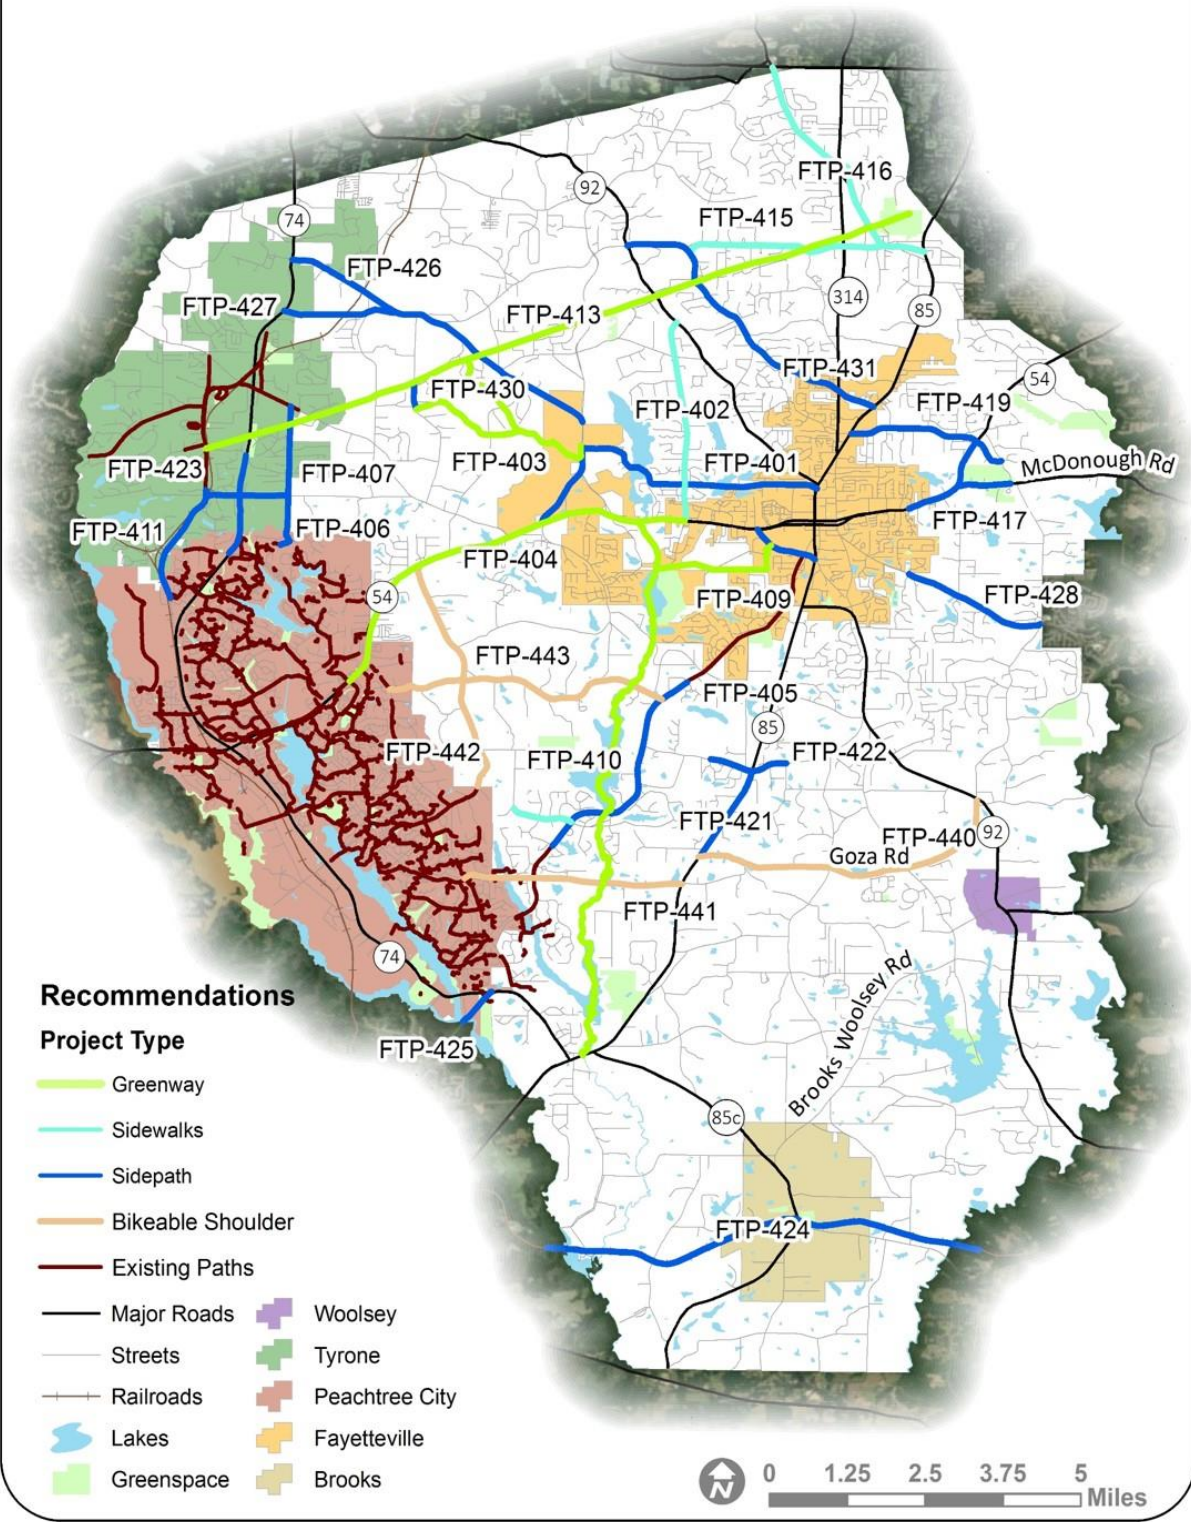 FTP-416
92
FTP-415
74
FTP-426
FTP-427
FTP-413
314
85
FTP-431
54
FTP-430
FTP-402
FTP-419
FTP-423
FTP-407
FTP-403
FTP-401
McDonough Rd
FTP-411
FTP-406
FTP-417
FTP-404
54
FTP-409
FTP-428
FTP-443
FTP-405
85
FTP-442
FTP-410
FTP-422
FTP-421
FTP-440
92
Goza Rd
FTP-441
74
Brooks Woolsey Rd
FTP-425
85c
FTP-424
Recommendations
Project Type
Greenway
Sidewalks
Sidepath
Bikeable Shoulder
Existing Paths
Major Roads
Woolsey
Streets
Tyrone
Railroads
Peachtree City
Lakes
Fayetteville
Greenspace
Brooks
N
0 1.25 2.5 3.75 5
Miles